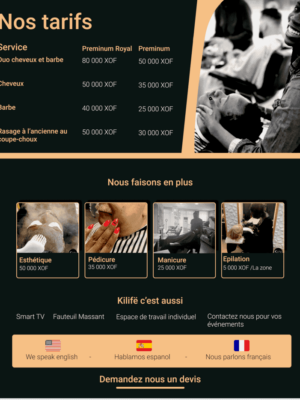 Nos tarifs
Service Preminum Royal Preminum
Duo cheveux et barbe 80 000 XOF 50 000 XOF
Cheveux 50 000 XOF 35 000 XOF
Barbe 40 000 XOF 25 000 XOF
Rasage à l'ancienne au 50 000 XOF 30 000 XOF
coupe-choux
Nous faisons en plus
Esthétique Pédicure Manicure Epilation
50 000 XOF 35 000 XOF 25 000 XOF 5 000 XOF /La zone
Kilifë c'est aussi
Smart TV Fauteuil Massant Espace de travail individuel Contactez nous pour vos
événements
We speak english - Hablamos espanol - Nous parlons français
Demandez nous un devis